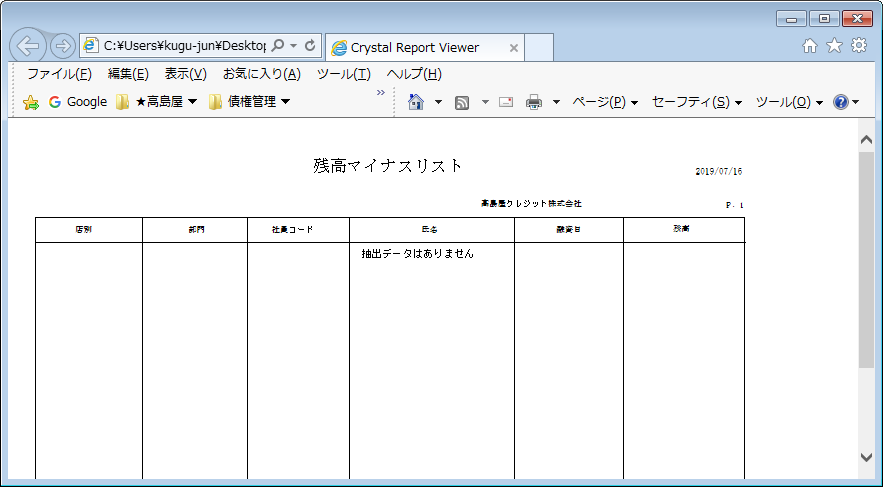 C:¥Users¥kugu-jun¥Desktop
Crystal Report Viewer
ファイル(F) 編集(E) 表示(V) お気に入り(A) ツール(T) ヘルプ(H)
Google ★高島屋 債権管理 » ページ(P) セーフティ(S) ツール(O)
残高マイナスリスト
2019/07/16
高島屋クレジット株式会社
P. 1
店別 部門 社員コード 氏名 融資日 残高
抽出データはありません